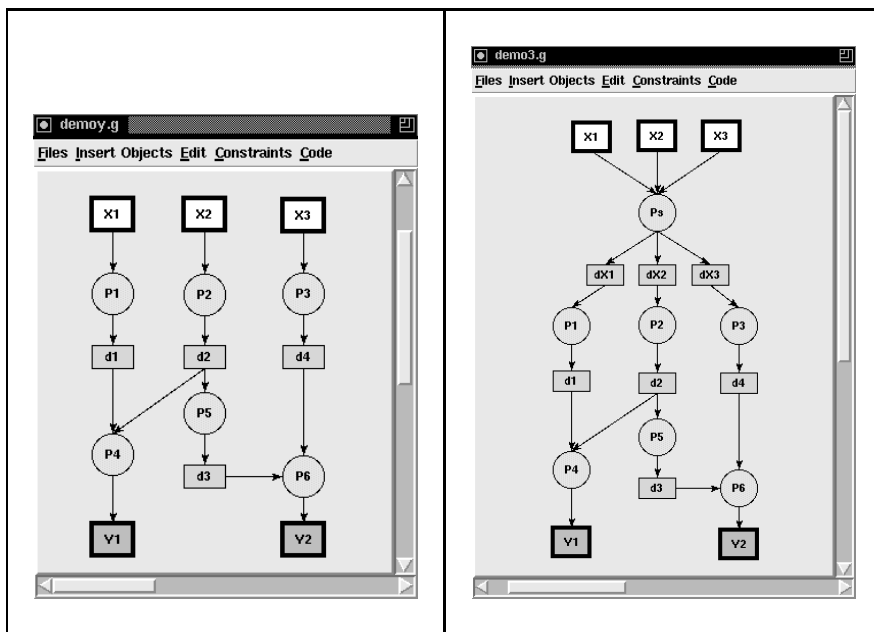 demoy.g
Files Insert Objects Edit Constraints Code
X1 X2 X3
P1 P2 P3
d1 d2 d4
P5
P4
d3 P6
Y1 Y2
demo3.g
Files Insert Objects Edit Constraints Code
X1 X2 X3
Ps
dX1 dX2 dX3
P1 P2 P3
d1 d2 d4
P5
P4
d3 P6
Y1 Y2